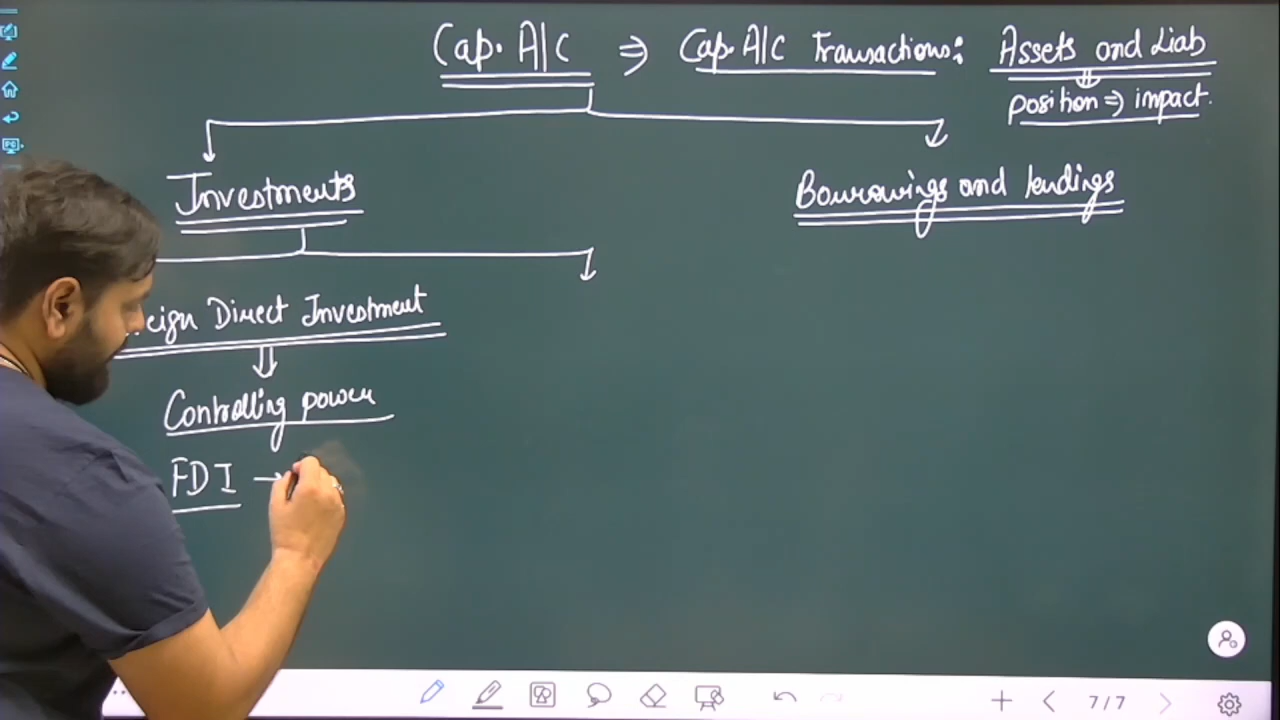 Cap. A/C ⇒ Cap. A/C Transactions: Assets and Liab
position ⇒ impact.
Investments
Borrowings and lendings
Direct Investment
Controlling power
FDI →
7/7